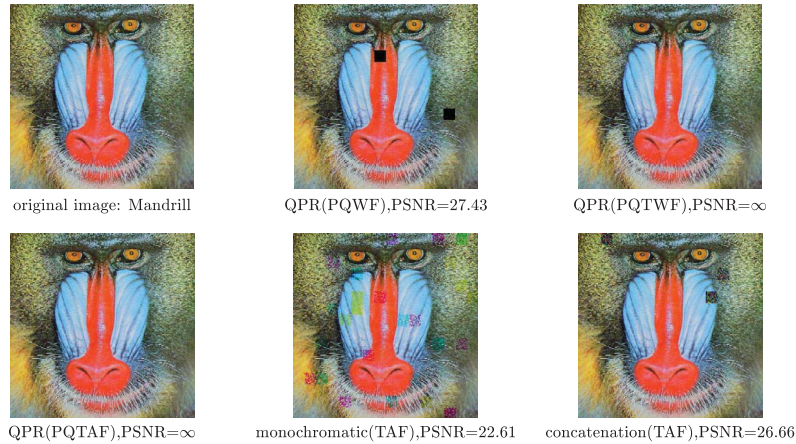 original image: Mandrill
QPR(PQWF),PSNR=27.43
QPR(PQTWF),PSNR=∞
QPR(PQTAF),PSNR=∞
monochromatic(TAF),PSNR=22.61
concatenation(TAF),PSNR=26.66